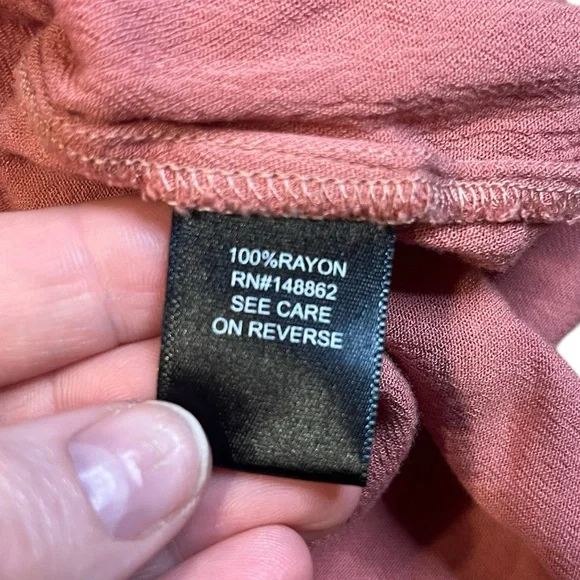 100%RAYON
RN#148862
SEE CARE
ON REVERSE